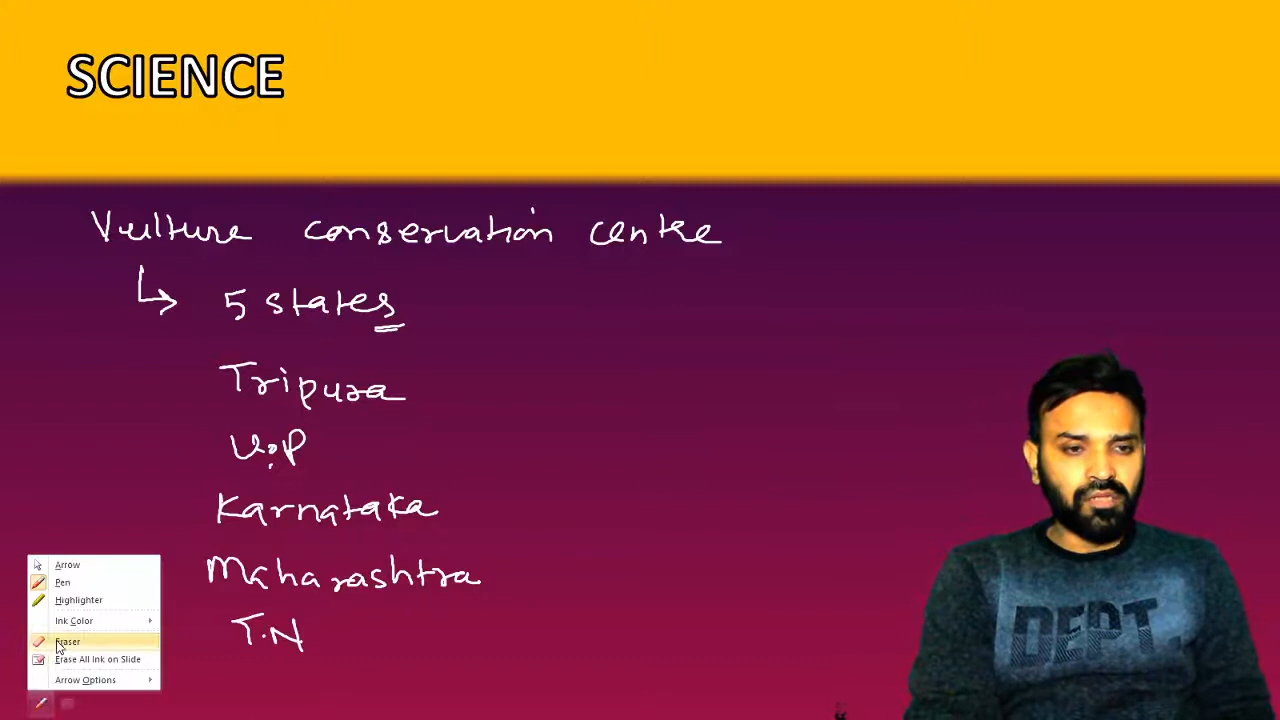 SCIENCE
Vulture conservation centre
↳ 5 states
Tripura
U.P
Karnataka
Maharashtra
T.N
Arrow
Pen
Highlighter
Ink Color
Eraser
Erase All Ink on Slide
Arrow Options
DEPT.